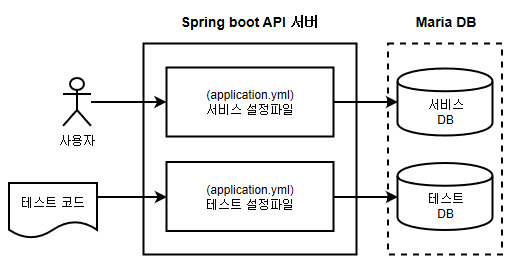 Spring boot API 서버
Maria DB
(application.yml)
서비스 설정파일
서비스
DB
사용자
(application.yml)
테스트 설정파일
테스트
DB
테스트 코드